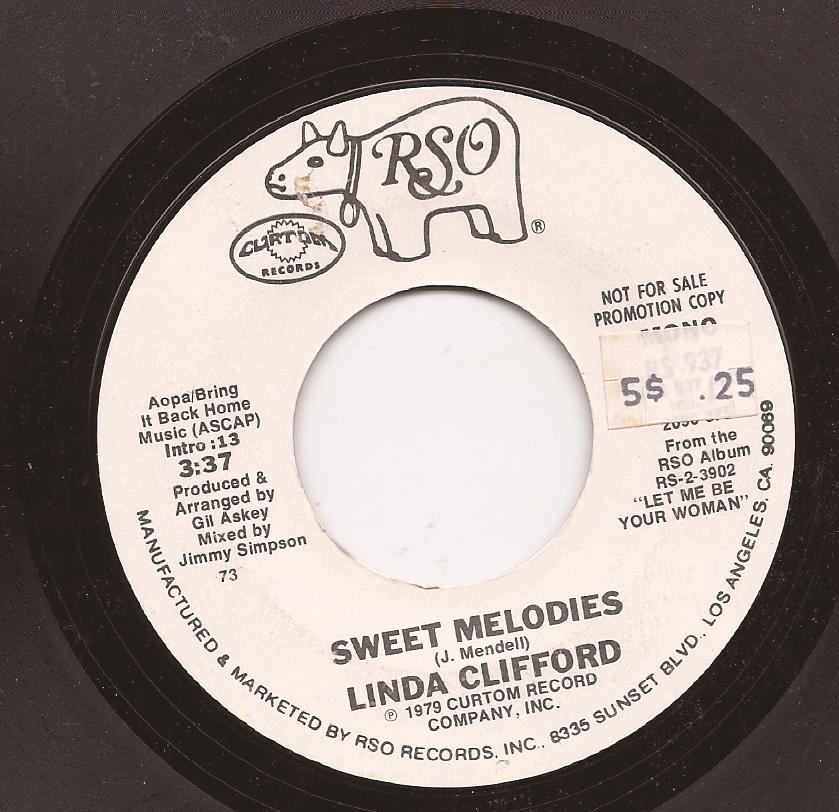 RSO
®
CURTOM
RECORDS
NOT FOR SALE
PROMOTION COPY
MONO
RS 937
5$ .25
From the
RSO Album
RS-2-3902
"LET ME BE
YOUR WOMAN"
Aopa/Bring
It Back Home
Music (ASCAP)
Intro :13
3:37
Produced &
Arranged by
Gil Askey
Mixed by
Jimmy Simpson
73
SWEET MELODIES
(J. Mendell)
LINDA CLIFFORD
℗ 1979 CURTOM RECORD
COMPANY, INC.
MANUFACTURED & MARKETED BY RSO RECORDS, INC., 8335 SUNSET BLVD., LOS ANGELES, CA. 90069